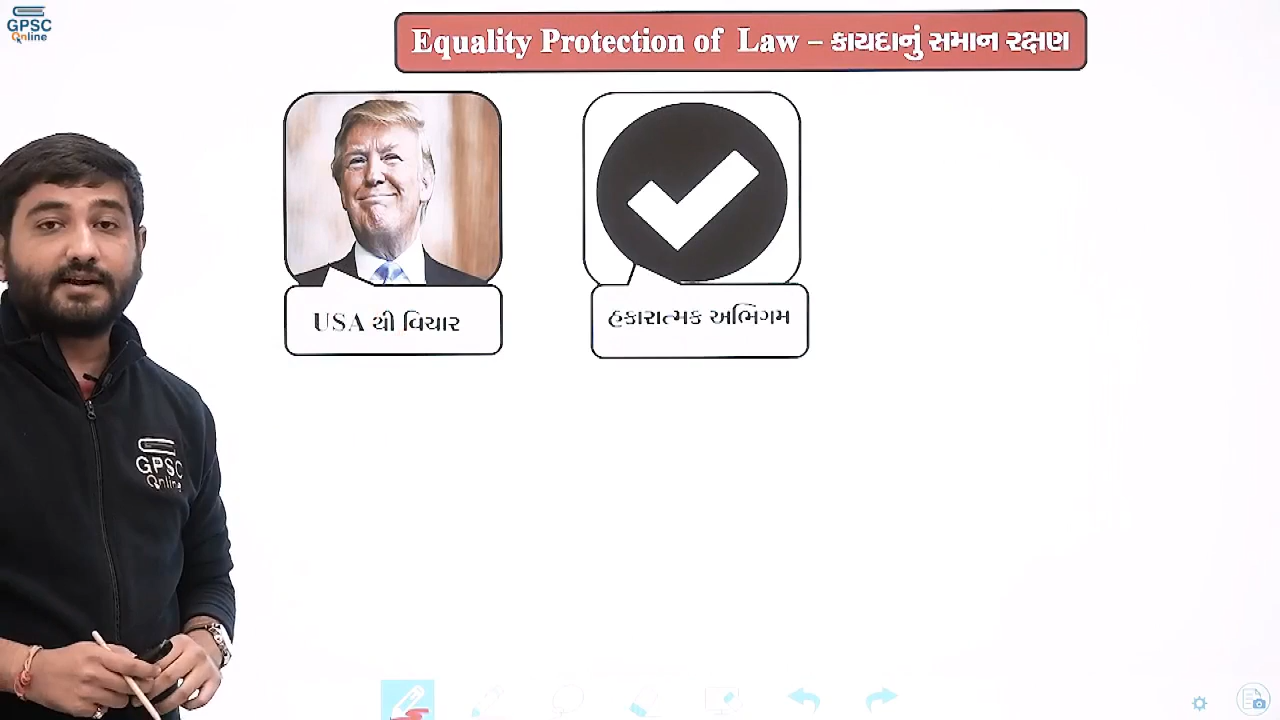 GPSC
Online
Equality Protection of Law – કાયદાનું સમાન રક્ષણ
USA થી વિચાર
હકારાત્મક અભિગમ
GPSC
Online